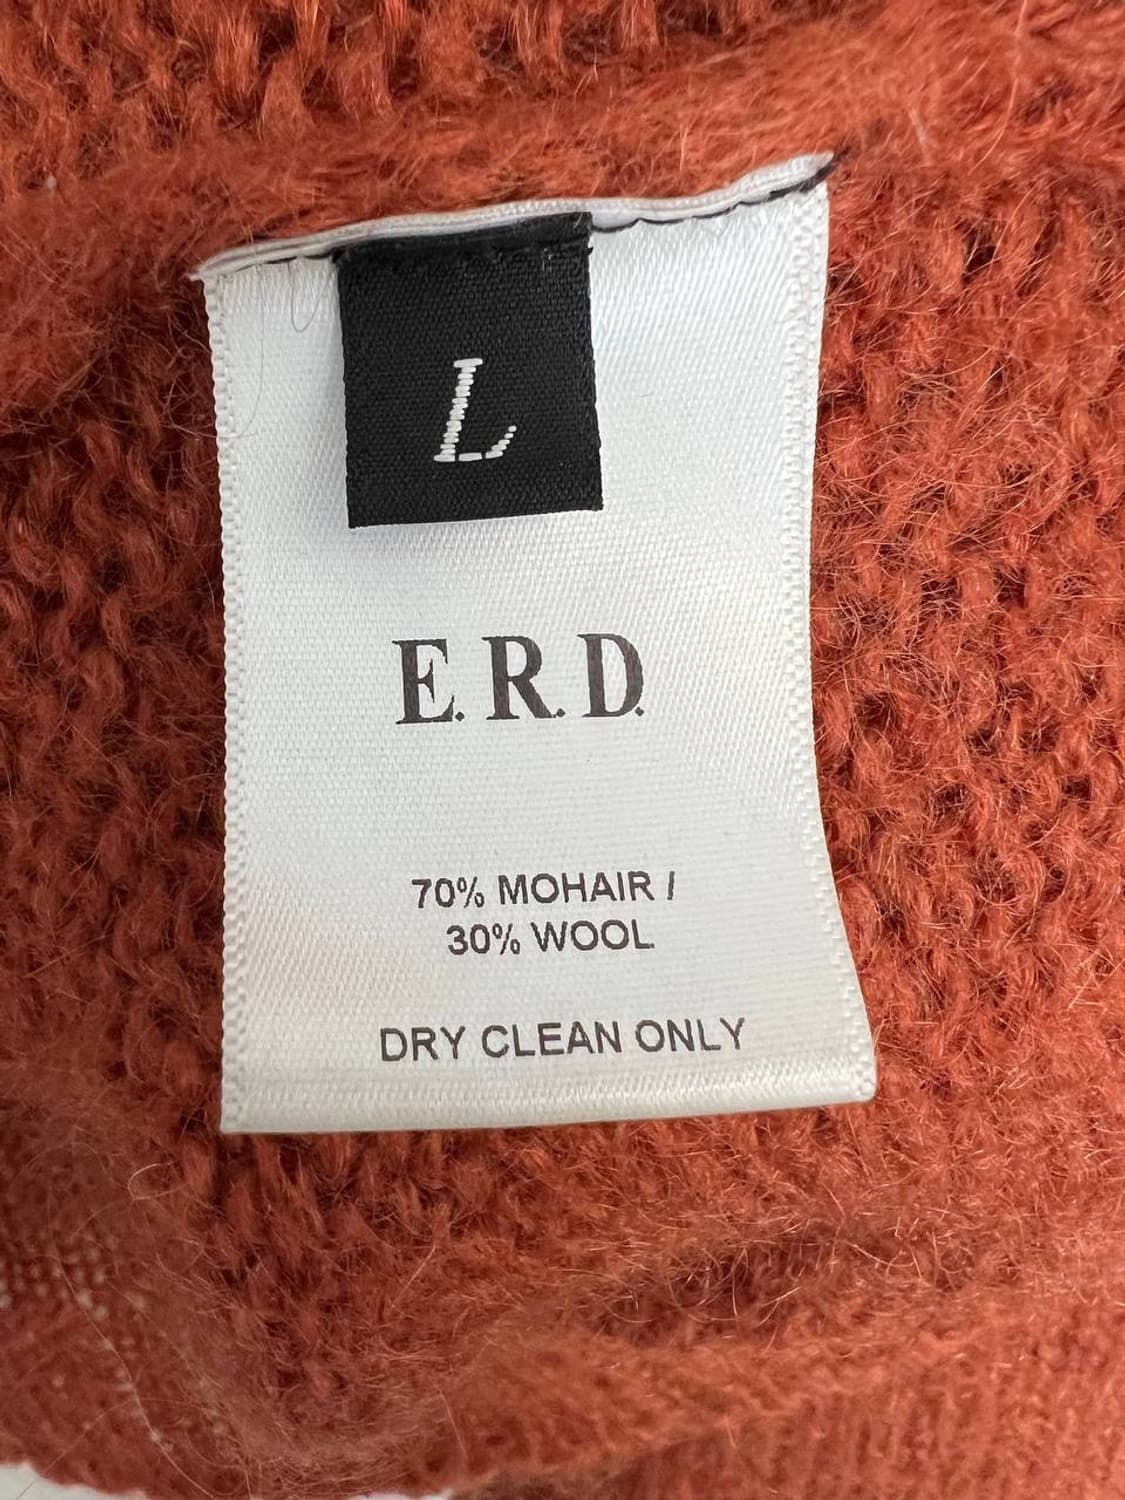 L
E.R.D.
70% MOHAIR /
30% WOOL
DRY CLEAN ONLY